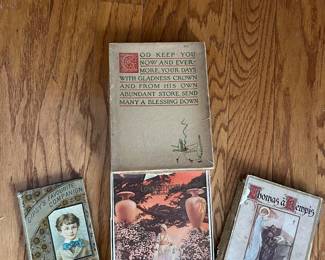 GOD KEEP YOU
NOW AND EVER-
MORE, YOUR DAYS
WITH GLADNESS CROWN
AND FROM HIS OWN
ABUNDANT STORE, SEND
MANY A BLESSING DOWN
COMPANION
Thomas à Kempis